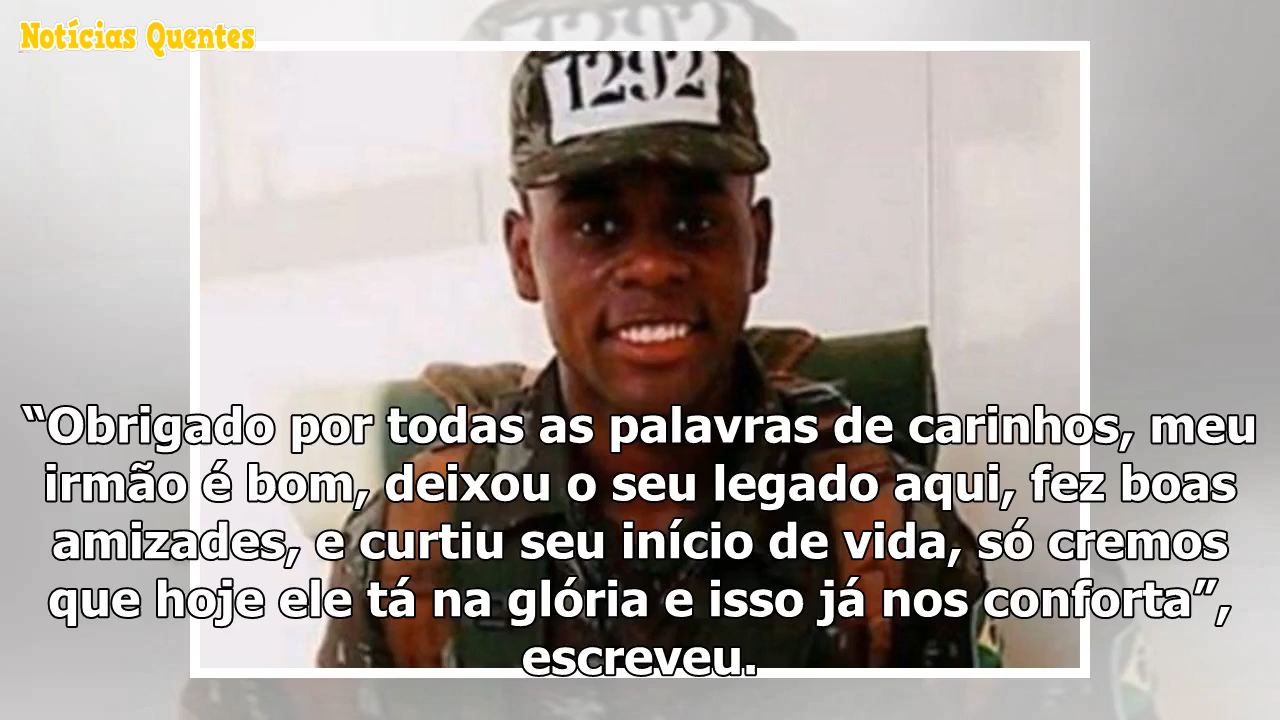 Notícias Quentes
1292
“Obrigado por todas as palavras de carinhos, meu
irmão é bom, deixou o seu legado aqui, fez boas
amizades, e curtiu seu início de vida, só cremos
que hoje ele tá na glória e isso já nos conforta”,
escreveu.